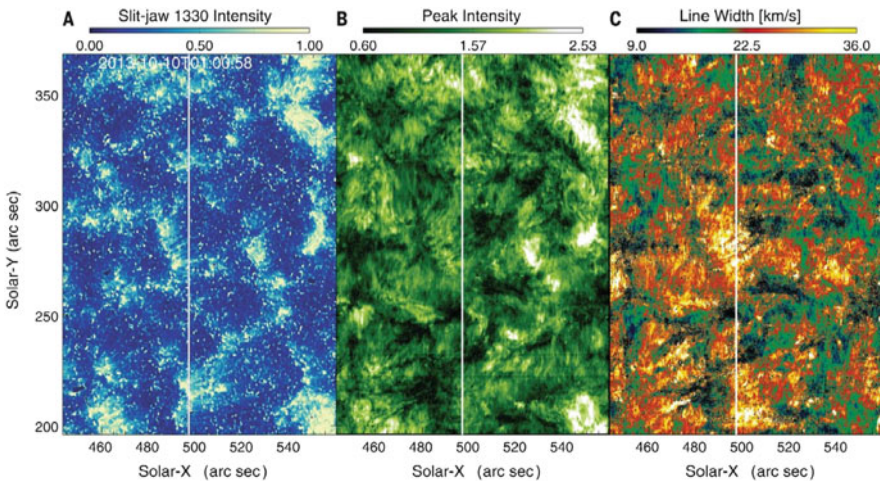 A Slit-jaw 1330 Intensity
0.00 0.50 1.00
2013-10-10T01:00:58
B Peak Intensity
0.60 1.57 2.53
C Line Width [km/s]
9.0 22.5 36.0
Solar-Y (arc sec)
350
300
250
200
460 480 500 520 540
Solar-X (arc sec)
460 480 500 520 540
Solar-X (arc sec)
460 480 500 520 540
Solar-X (arc sec)